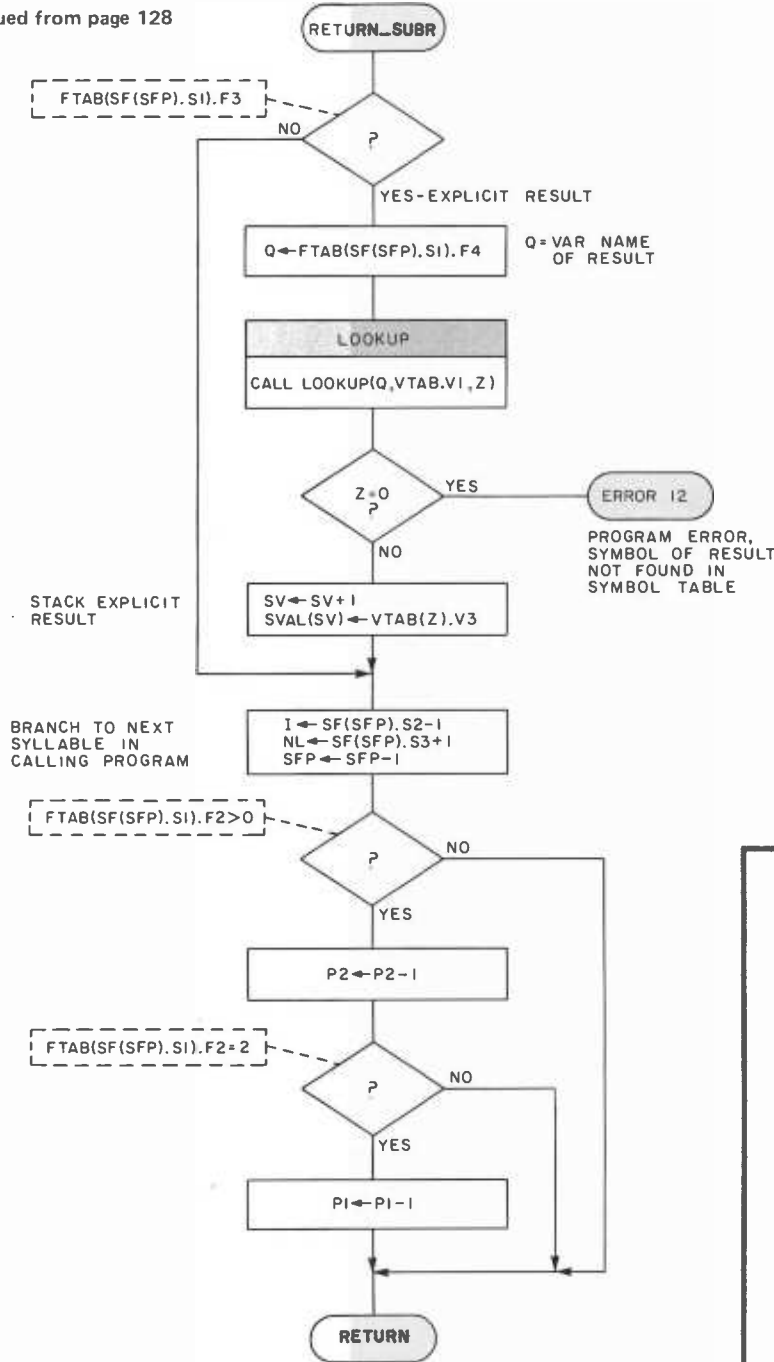 ued from page 128
RETURN_SUBR
FTAB(SF(SFP).S1).F3
NO
?
YES-EXPLICIT RESULT
Q←FTAB(SF(SFP).S1).F4
Q=VAR NAME
OF RESULT
LOOKUP
CALL LOOKUP(Q,VTAB.V1,Z)
Z=0
?
YES
ERROR 12
NO
PROGRAM ERROR,
SYMBOL OF RESULT
NOT FOUND IN
SYMBOL TABLE
STACK EXPLICIT
RESULT
SV←SV+1
SVAL(SV)←VTAB(Z).V3
BRANCH TO NEXT
SYLLABLE IN
CALLING PROGRAM
I←SF(SFP).S2-1
NL←SF(SFP).S3+1
SFP←SFP-1
FTAB(SF(SFP).S1).F2>0
?
NO
YES
P2←P2-1
FTAB(SF(SFP).S1).F2=2
?
NO
YES
P1←P1-1
RETURN